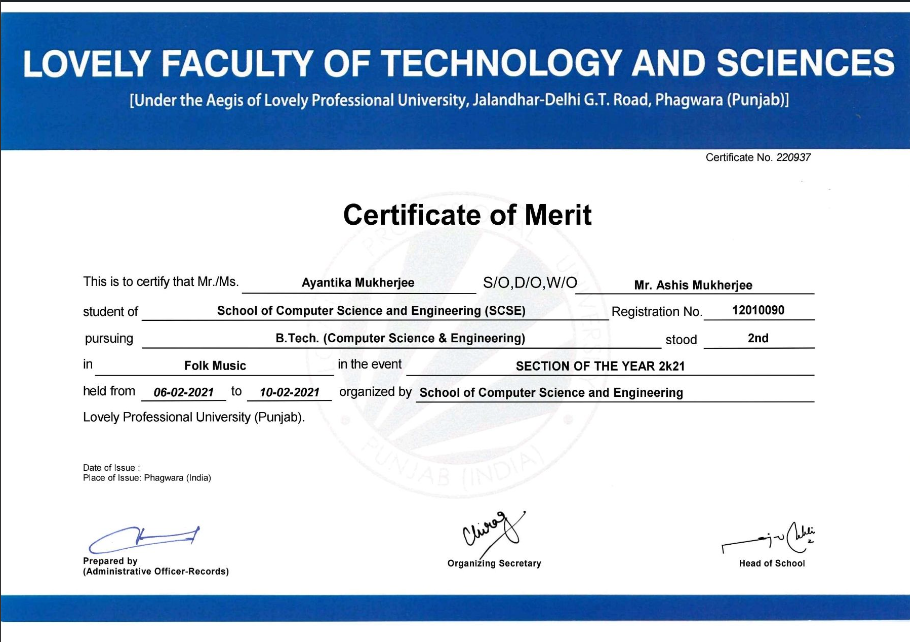 LOVELY FACULTY OF TECHNOLOGY AND SCIENCES
[Under the Aegis of Lovely Professional University, Jalandhar-Delhi G.T. Road, Phagwara (Punjab)]
Certificate No. 220937
Certificate of Merit
This is to certify that Mr./Ms. Ayantika Mukherjee S/O,D/O,W/O Mr. Ashis Mukherjee
student of School of Computer Science and Engineering (SCSE) Registration No. 12010090
pursuing B.Tech. (Computer Science & Engineering) stood 2nd
in Folk Music in the event SECTION OF THE YEAR 2k21
held from 06-02-2021 to 10-02-2021 organized by School of Computer Science and Engineering
Lovely Professional University (Punjab).
PUNJAB (INDIA)
Date of Issue :
Place of Issue: Phagwara (India)
Chirag
Prepared by
(Administrative Officer-Records)
Organizing Secretary
Head of School